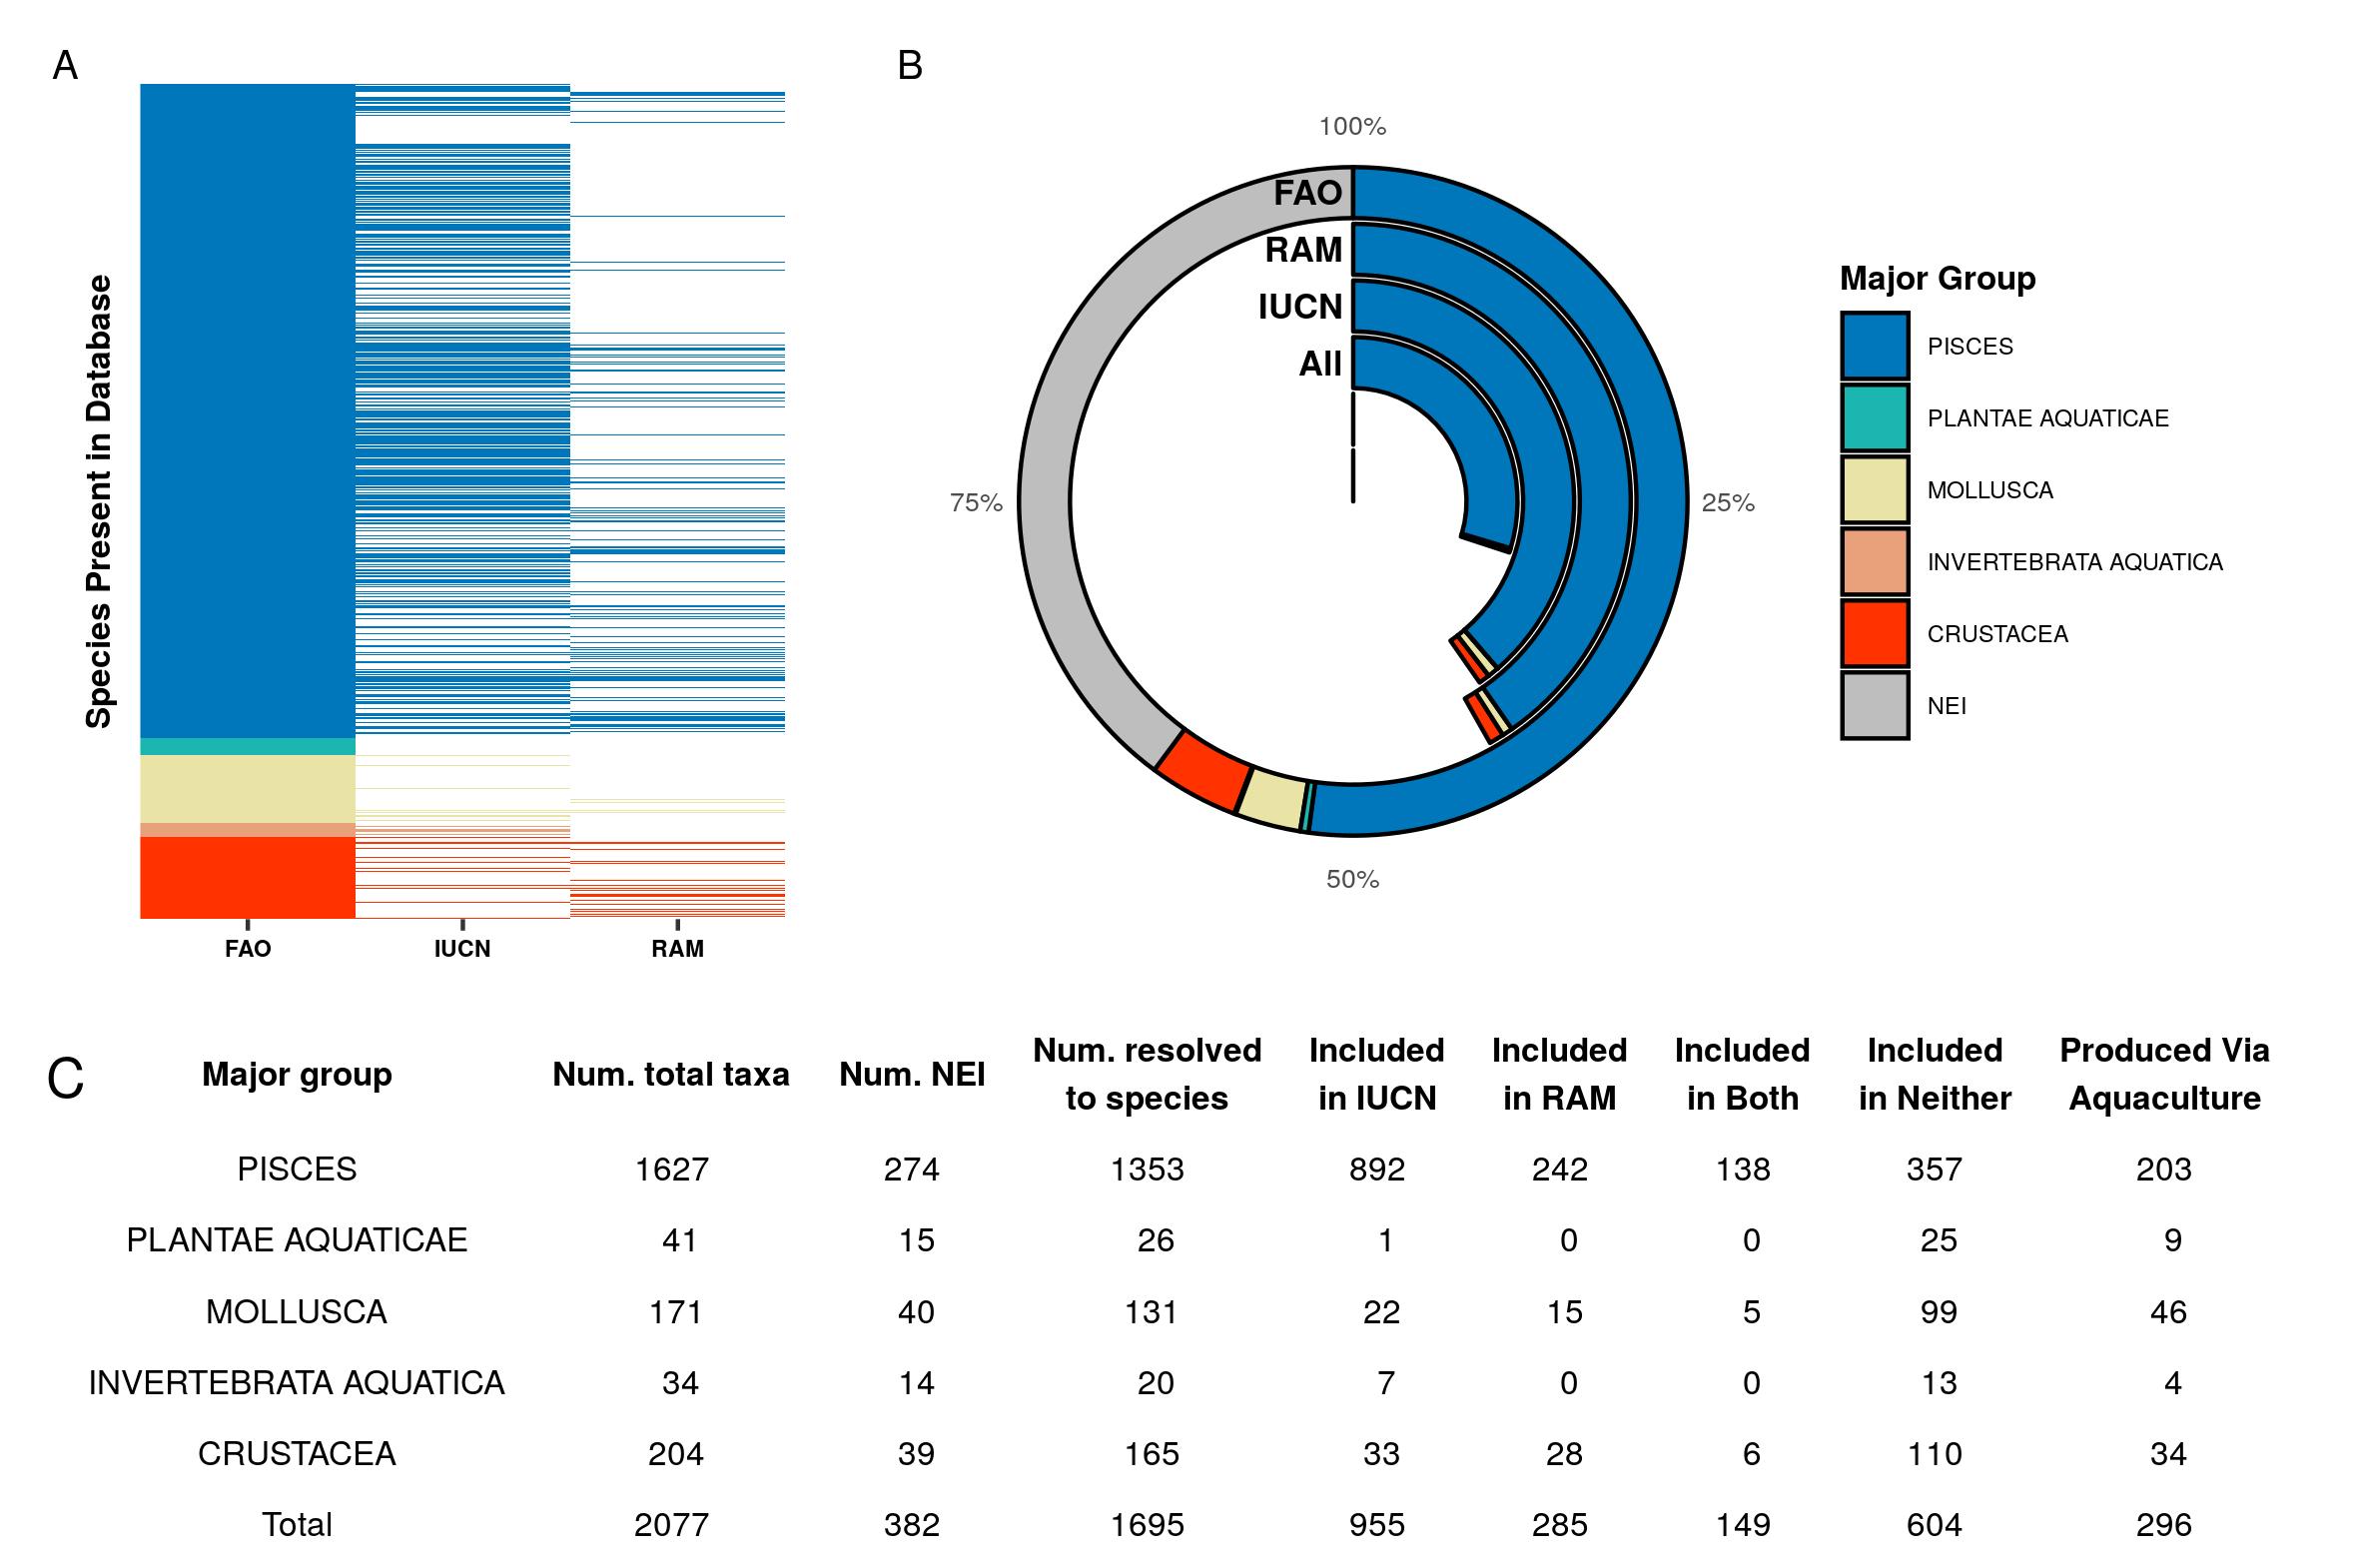 A
Species Present in Database
FAO
IUCN
RAM
B
100%
75%
25%
50%
FAO
RAM
IUCN
All
Major Group
PISCES
PLANTAE AQUATICAE
MOLLUSCA
INVERTEBRATA AQUATICA
CRUSTACEA
NEI
C
Major group Num. total taxa Num. NEI Num. resolved to species Included in IUCN Included in RAM Included in Both Included in Neither Produced Via Aquaculture
PISCES 1627 274 1353 892 242 138 357 203
PLANTAE AQUATICAE 41 15 26 1 0 0 25 9
MOLLUSCA 171 40 131 22 15 5 99 46
INVERTEBRATA AQUATICA 34 14 20 7 0 0 13 4
CRUSTACEA 204 39 165 33 28 6 110 34
Total 2077 382 1695 955 285 149 604 296